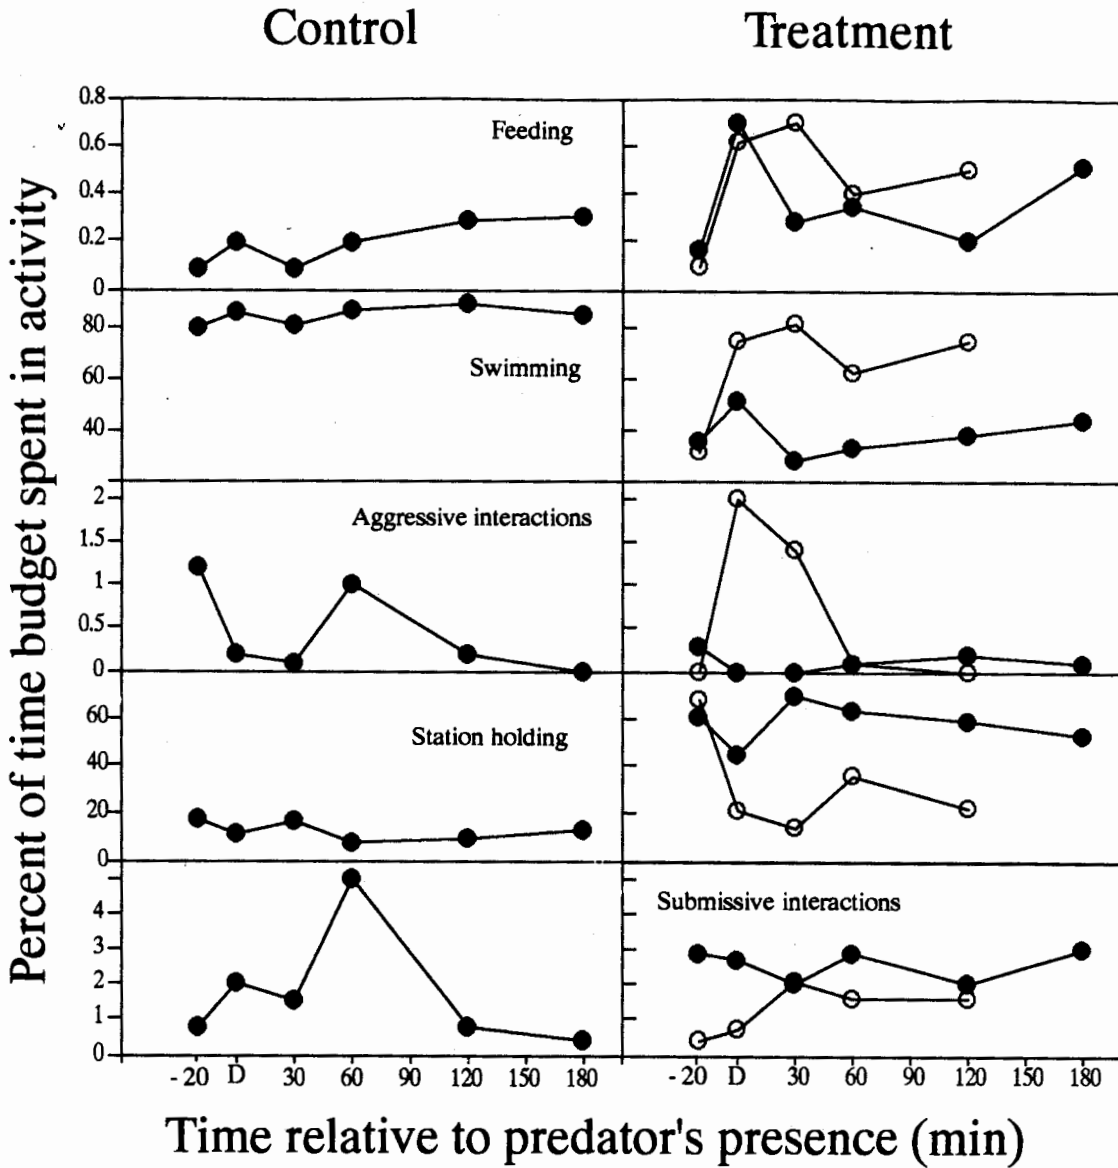 Control
Treatment
Percent of time budget spent in activity
0.8
0.6
0.4
0.2
0
Feeding
80
60
40
Swimming
2
1.5
1
0.5
0
Aggressive interactions
60
40
20
0
Station holding
4
3
2
1
0
Submissive interactions
- 20 D 30 60 90 120 150 180
- 20 D 30 60 90 120 150 180
Time relative to predator's presence (min)